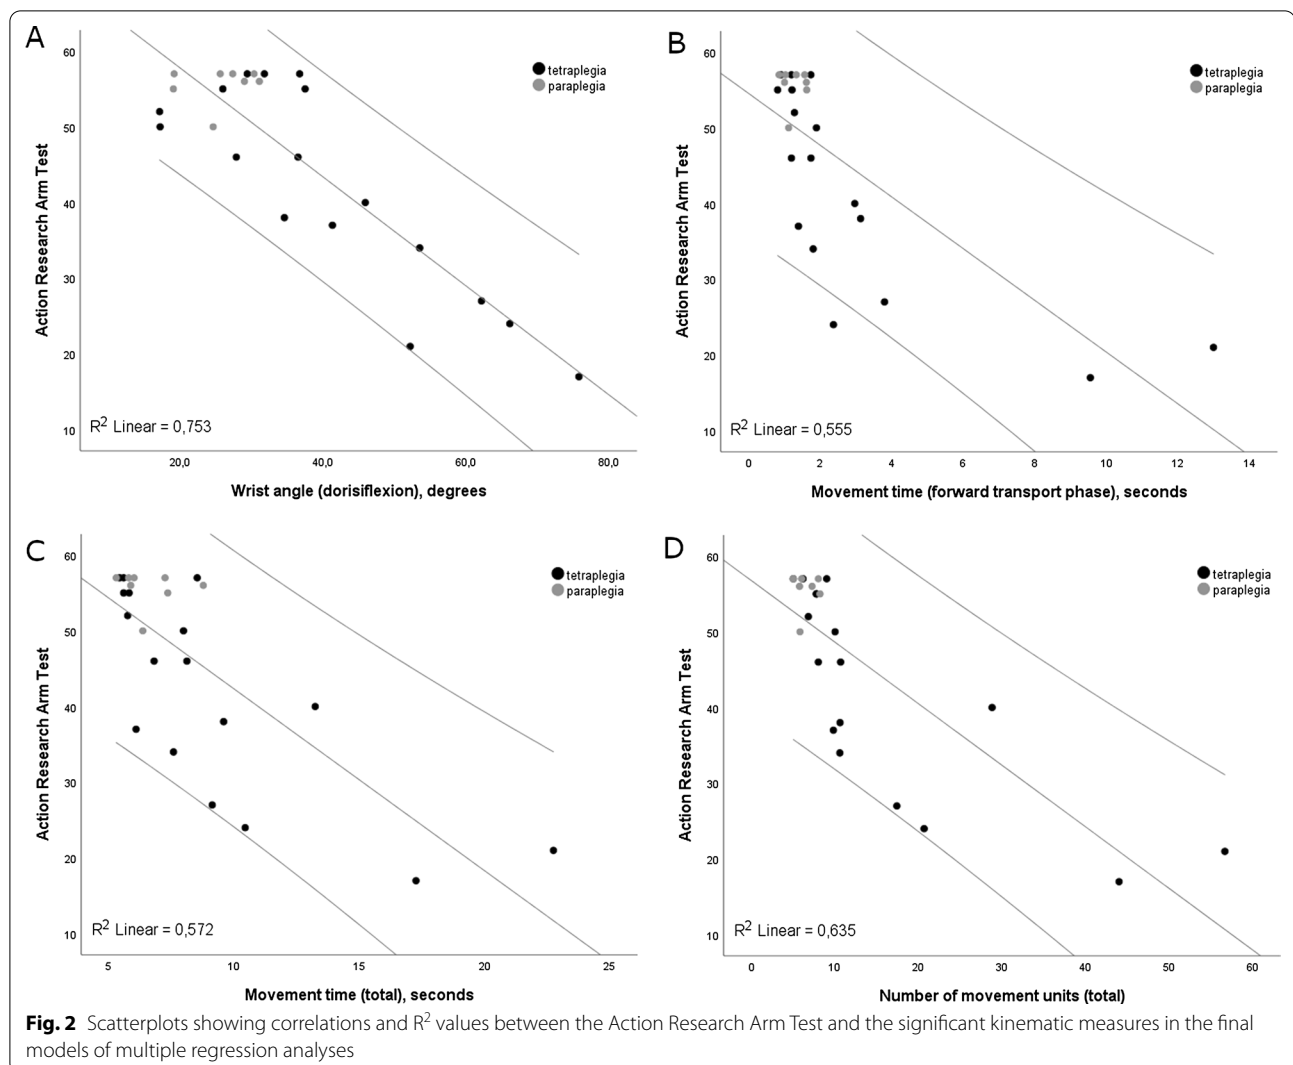 A
60
50
40
30
20
10
Action Research Arm Test
tetraplegia
paraplegia
R² Linear = 0,753
20,0 40,0 60,0 80,0
Wrist angle (dorisiflexion), degrees
B
60
50
40
30
20
10
Action Research Arm Test
tetraplegia
paraplegia
R² Linear = 0,555
0 2 4 6 8 10 12 14
Movement time (forward transport phase), seconds
C
60
50
40
30
20
10
Action Research Arm Test
tetraplegia
paraplegia
R² Linear = 0,572
5 10 15 20 25
Movement time (total), seconds
D
60
50
40
30
20
10
Action Research Arm Test
tetraplegia
paraplegia
R² Linear = 0,635
0 10 20 30 40 50 60
Number of movement units (total)
Fig. 2 Scatterplots showing correlations and R² values between the Action Research Arm Test and the significant kinematic measures in the final
models of multiple regression analyses